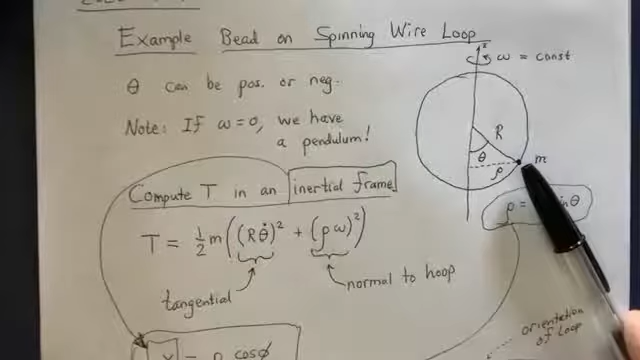 Example Bead on Spinning Wire Loop
θ can be pos. or neg.
Note: If ω=0, we have
a pendulum!
Compute T in an inertial frame
T = ½ m((Rθ̇)² + (ρω)²)
tangential
normal to hoop
z
ω = const
R
θ
ρ
m
ρ =
θ
orientation
of loop
cosϕ